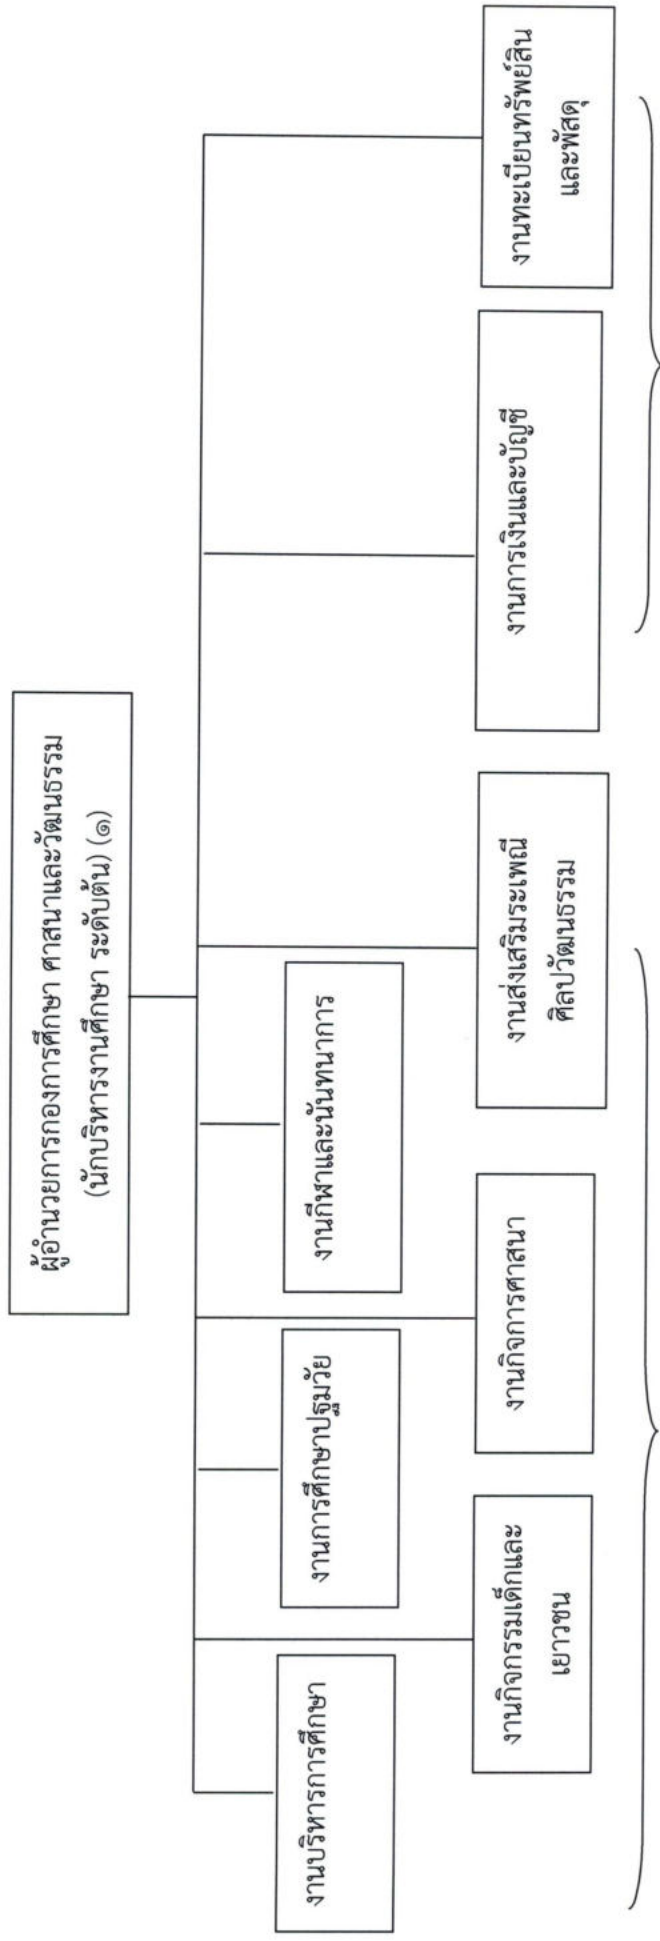 ผู้อำนวยการกองการศึกษา ศาสนาและวัฒนธรรม
(นักบริหารงานศึกษา ระดับต้น) (๑)
งานบริหารการศึกษา
งานการศึกษาปฐมวัย
งานกีฬาและนันทนาการ
งานกิจกรรมเด็กและ
เยาวชน
งานกิจการศาสนา
งานส่งเสริมระเพณี
ศิลปวัฒนธรรม
งานการเงินและบัญชี
งานทะเบียนทรัพย์สิน
และพัสดุ